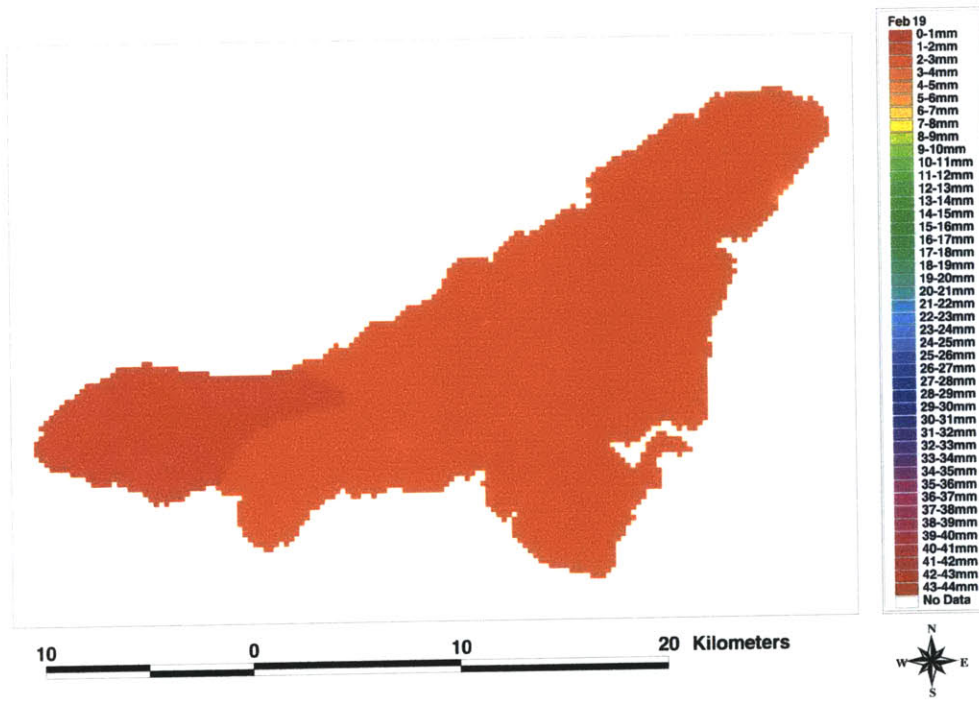 Feb 19
0-1mm
1-2mm
2-3mm
3-4mm
4-5mm
5-6mm
6-7mm
7-8mm
8-9mm
9-10mm
10-11mm
11-12mm
12-13mm
13-14mm
14-15mm
15-16mm
16-17mm
17-18mm
18-19mm
19-20mm
20-21mm
21-22mm
22-23mm
23-24mm
24-25mm
25-26mm
26-27mm
27-28mm
28-29mm
29-30mm
30-31mm
31-32mm
32-33mm
33-34mm
34-35mm
35-36mm
36-37mm
37-38mm
38-39mm
39-40mm
40-41mm
41-42mm
42-43mm
43-44mm
No Data
10 0 10 20 Kilometers
N
W E
S